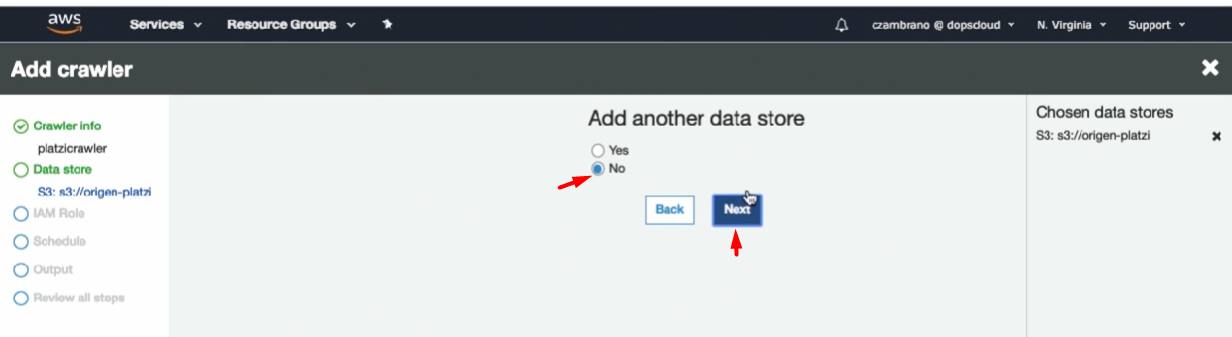 aws Services Resource Groups czambrano @ dopscloud N. Virginia Support
Add crawler
Crawler info
platzicrawler
Data store
S3: s3://origen-platzi
IAM Role
Schedule
Output
Review all steps
Add another data store
Yes
No
Back Next
Chosen data stores
S3: s3://origen-platzi